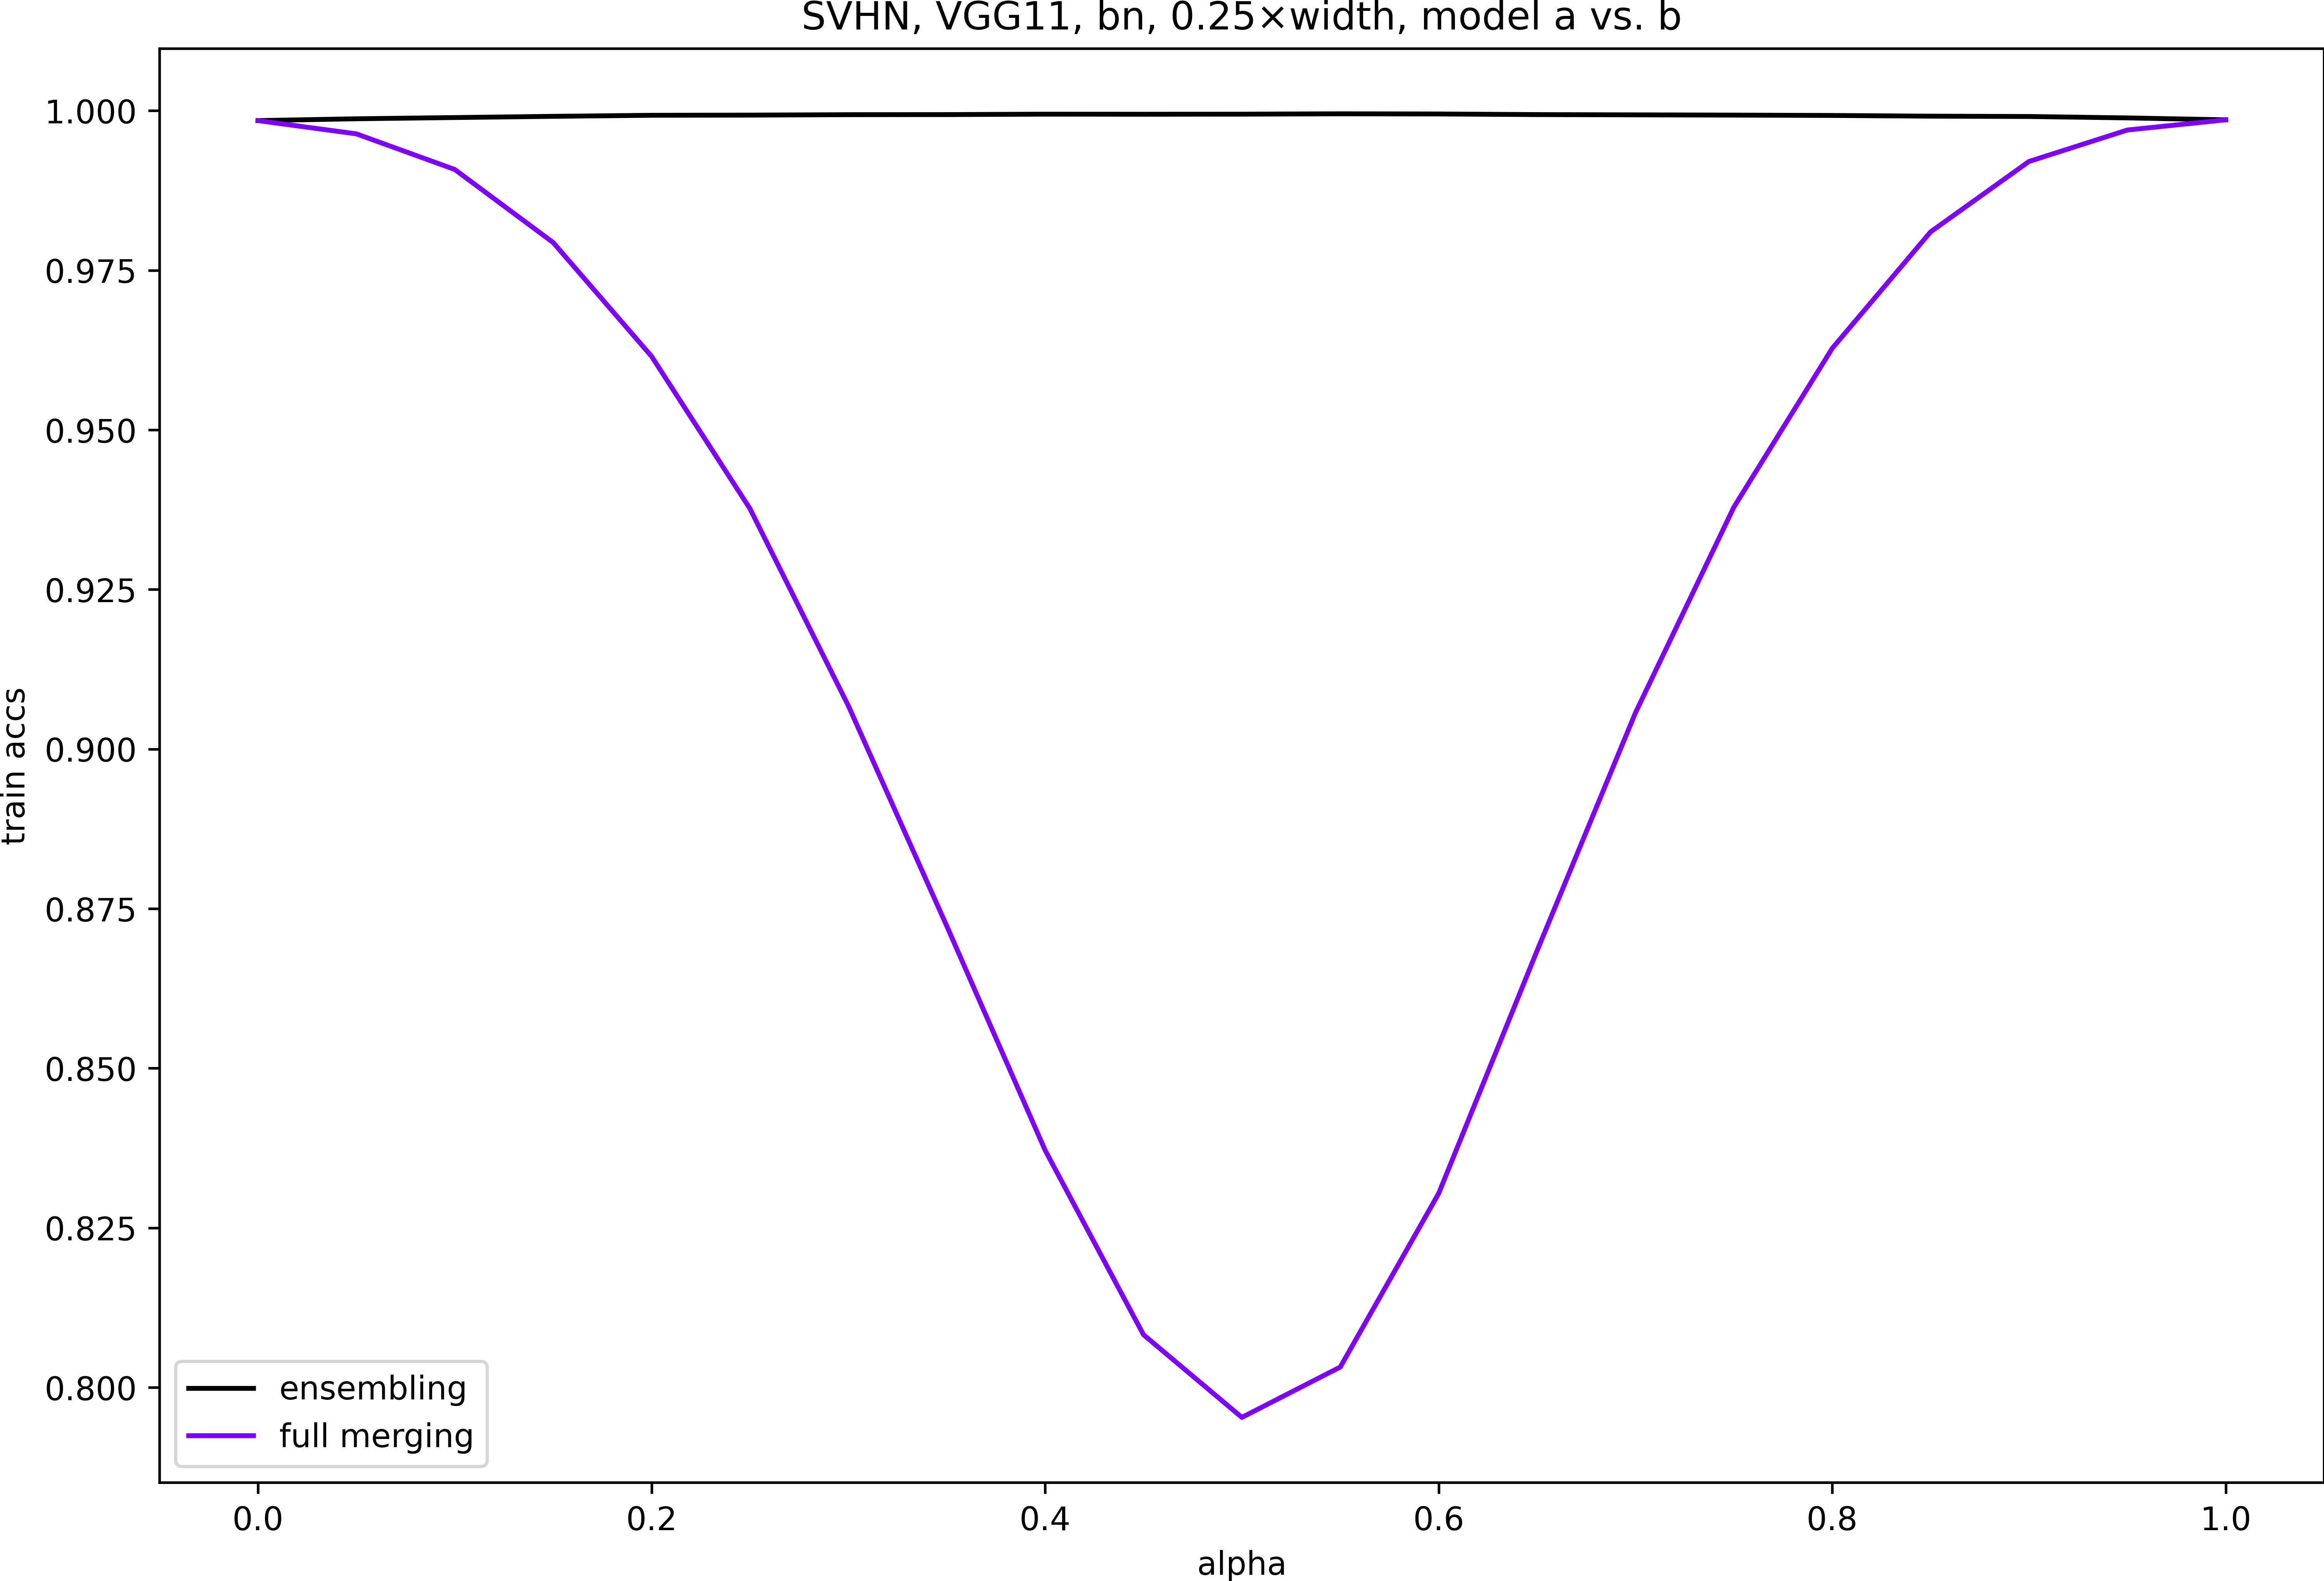 SVHN, VGG11, bn, 0.25×width, model a vs. b
1.000
0.975
0.950
0.925
0.900
0.875
0.850
0.825
0.800
train accs
ensembling
full merging
0.0 0.2 0.4 0.6 0.8 1.0
alpha